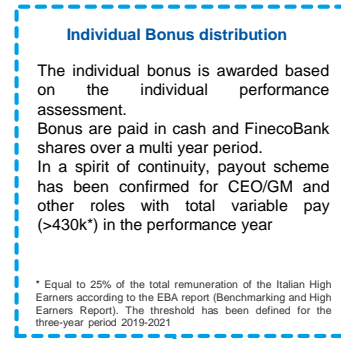 Individual Bonus distribution
The individual bonus is awarded based
on the individual performance
assessment.
Bonus are paid in cash and FinecoBank
shares over a multi year period.
In a spirit of continuity, payout scheme
has been confirmed for CEO/GM and
other roles with total variable pay
(>430k*) in the performance year
* Equal to 25% of the total remuneration of the Italian High
Earners according to the EBA report (Benchmarking and High
Earners Report). The threshold has been defined for the
three-year period 2019-2021